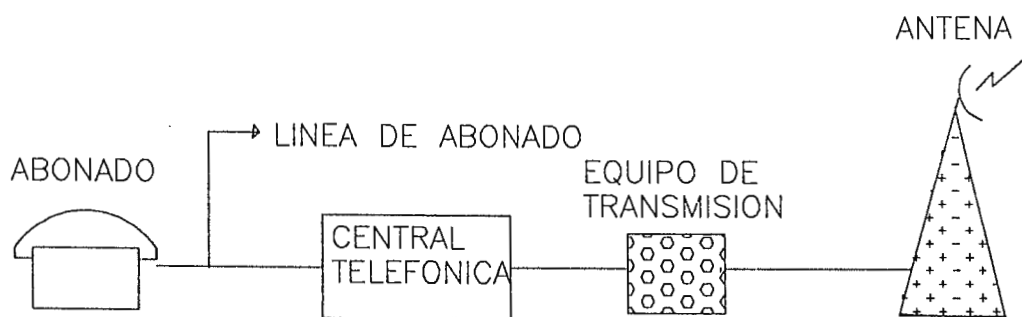 ANTENA
LINEA DE ABONADO
ABONADO
EQUIPO DE
TRANSMISION
CENTRAL
TELEFONICA